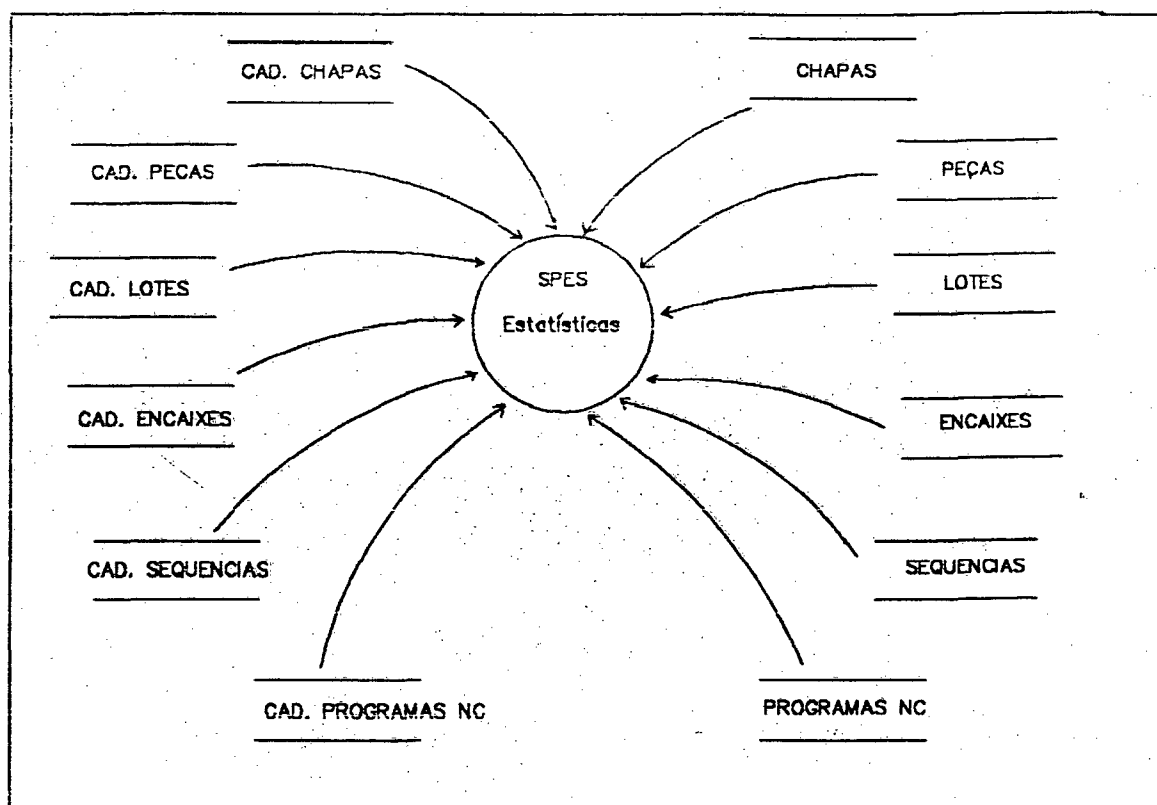 CAD. CHAPAS
CHAPAS
CAD. PECAS
PEÇAS
CAD. LOTES
SPES
LOTES
Estatísticas
CAD. ENCAIXES
ENCAIXES
CAD. SEQUENCIAS
SEQUENCIAS
CAD. PROGRAMAS NC
PROGRAMAS NC